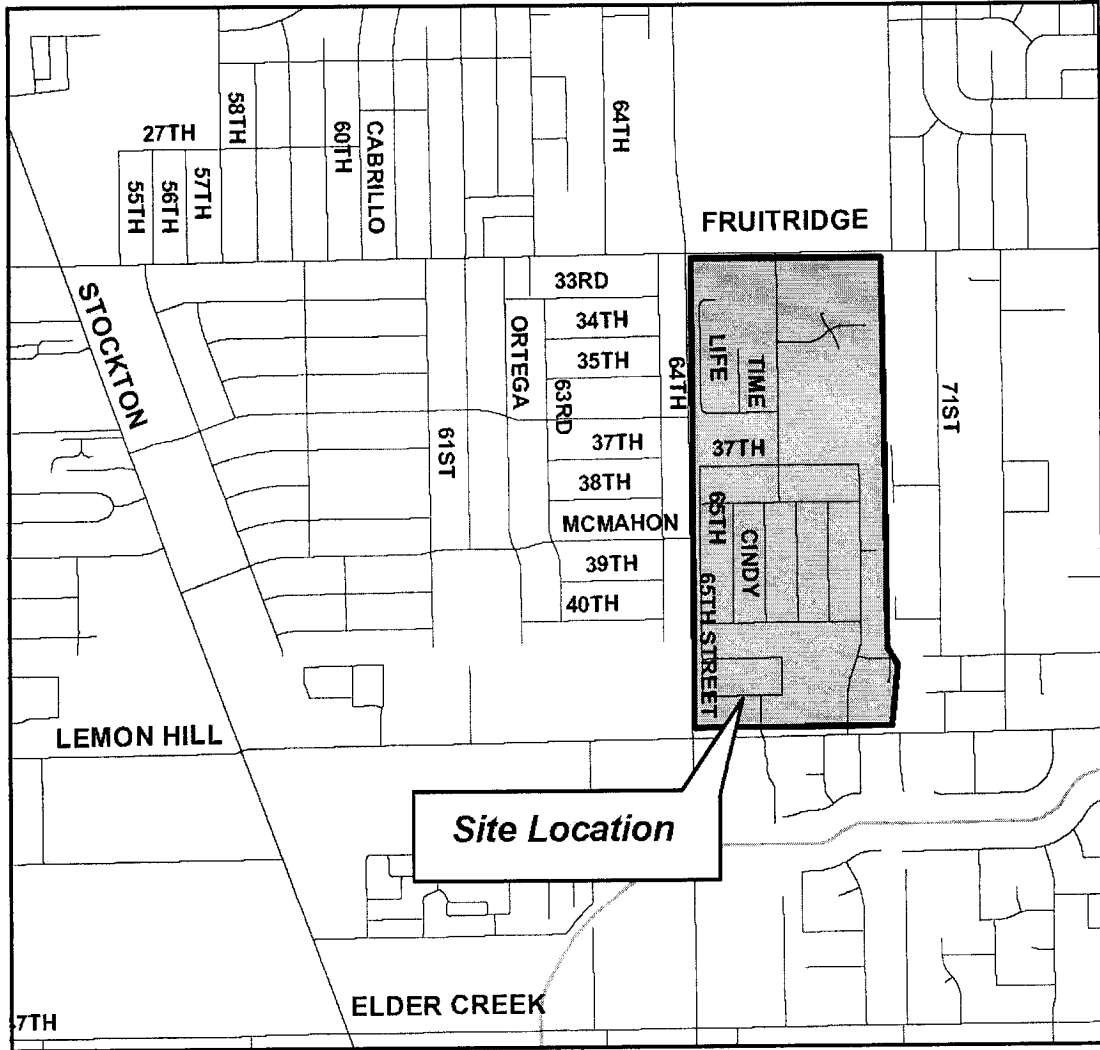 58TH
60TH
CABRILLO
64TH
27TH
55TH
56TH
57TH
FRUITRIDGE
STOCKTON
33RD
34TH
35TH
ORTEGA
63RD
64TH
LIFE
TIME
71ST
61ST
37TH
37TH
38TH
MCMAHON
65TH
CINDY
39TH
40TH
65TH STREET
LEMON HILL
Site Location
ELDER CREEK
7TH